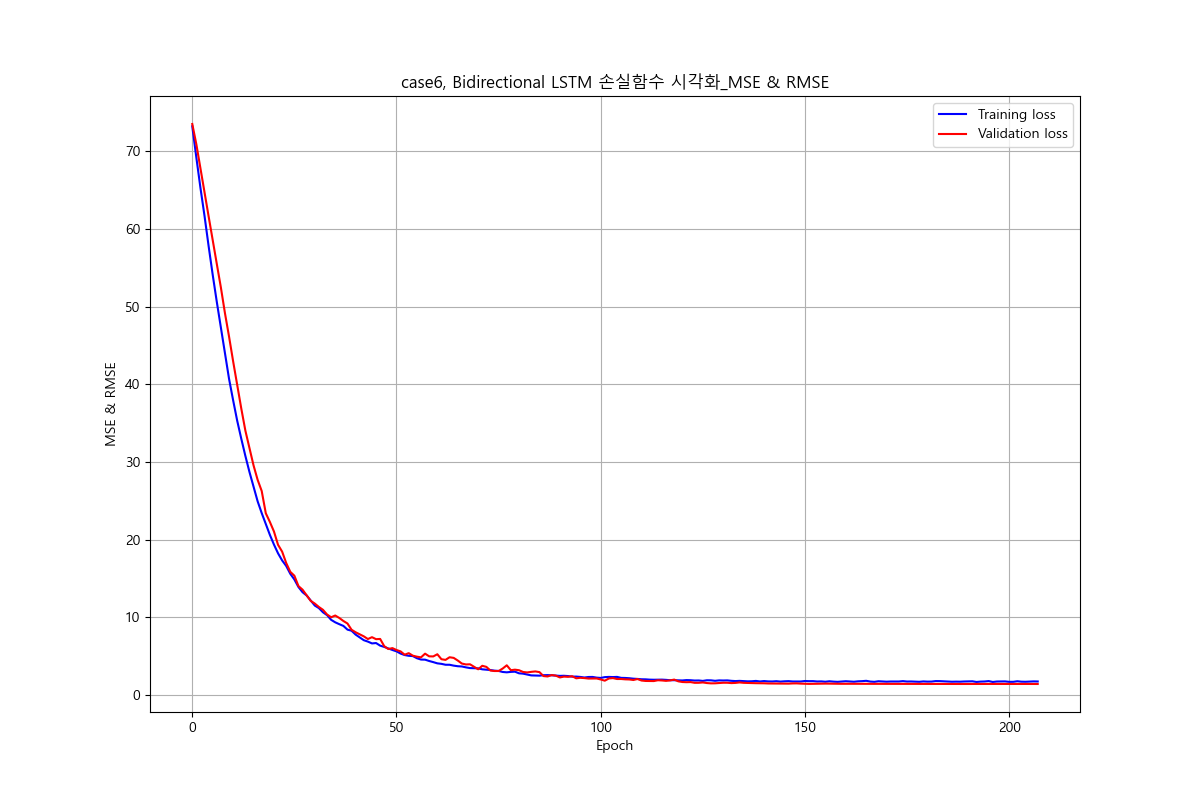 case6, Bidirectional LSTM 손실함수 시각화_MSE & RMSE
Training loss
Validation loss
MSE & RMSE
70
60
50
40
30
20
10
0
0 50 100 150 200
Epoch